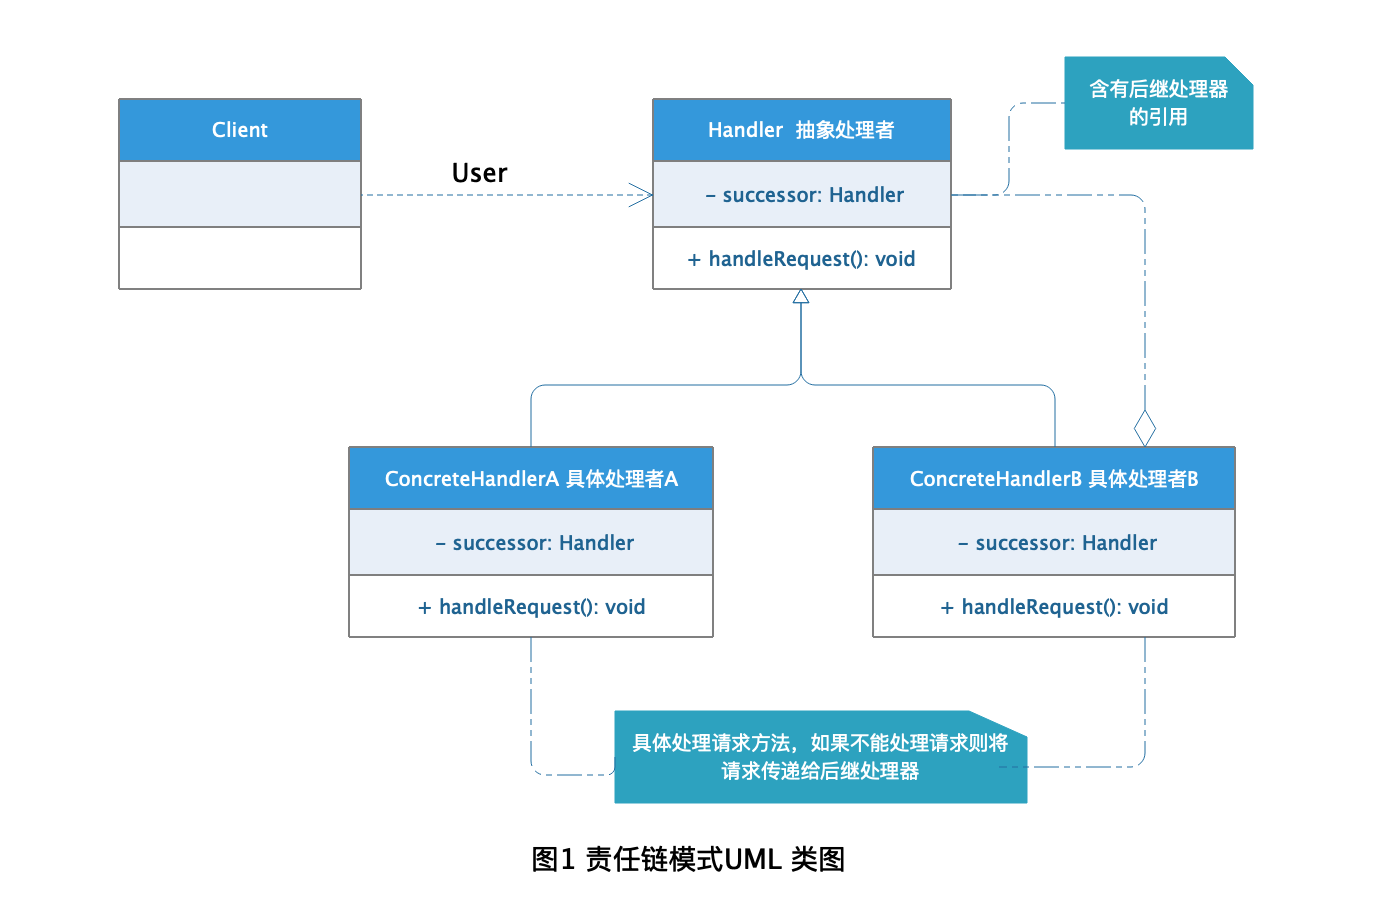 含有后继处理器
的引用
Client
Handler 抽象处理者
User
- successor: Handler
+ handleRequest(): void
ConcreteHandlerA 具体处理者A
- successor: Handler
+ handleRequest(): void
ConcreteHandlerB 具体处理者B
- successor: Handler
+ handleRequest(): void
具体处理请求方法，如果不能处理请求则将
请求传递给后继处理器
图1 责任链模式UML 类图